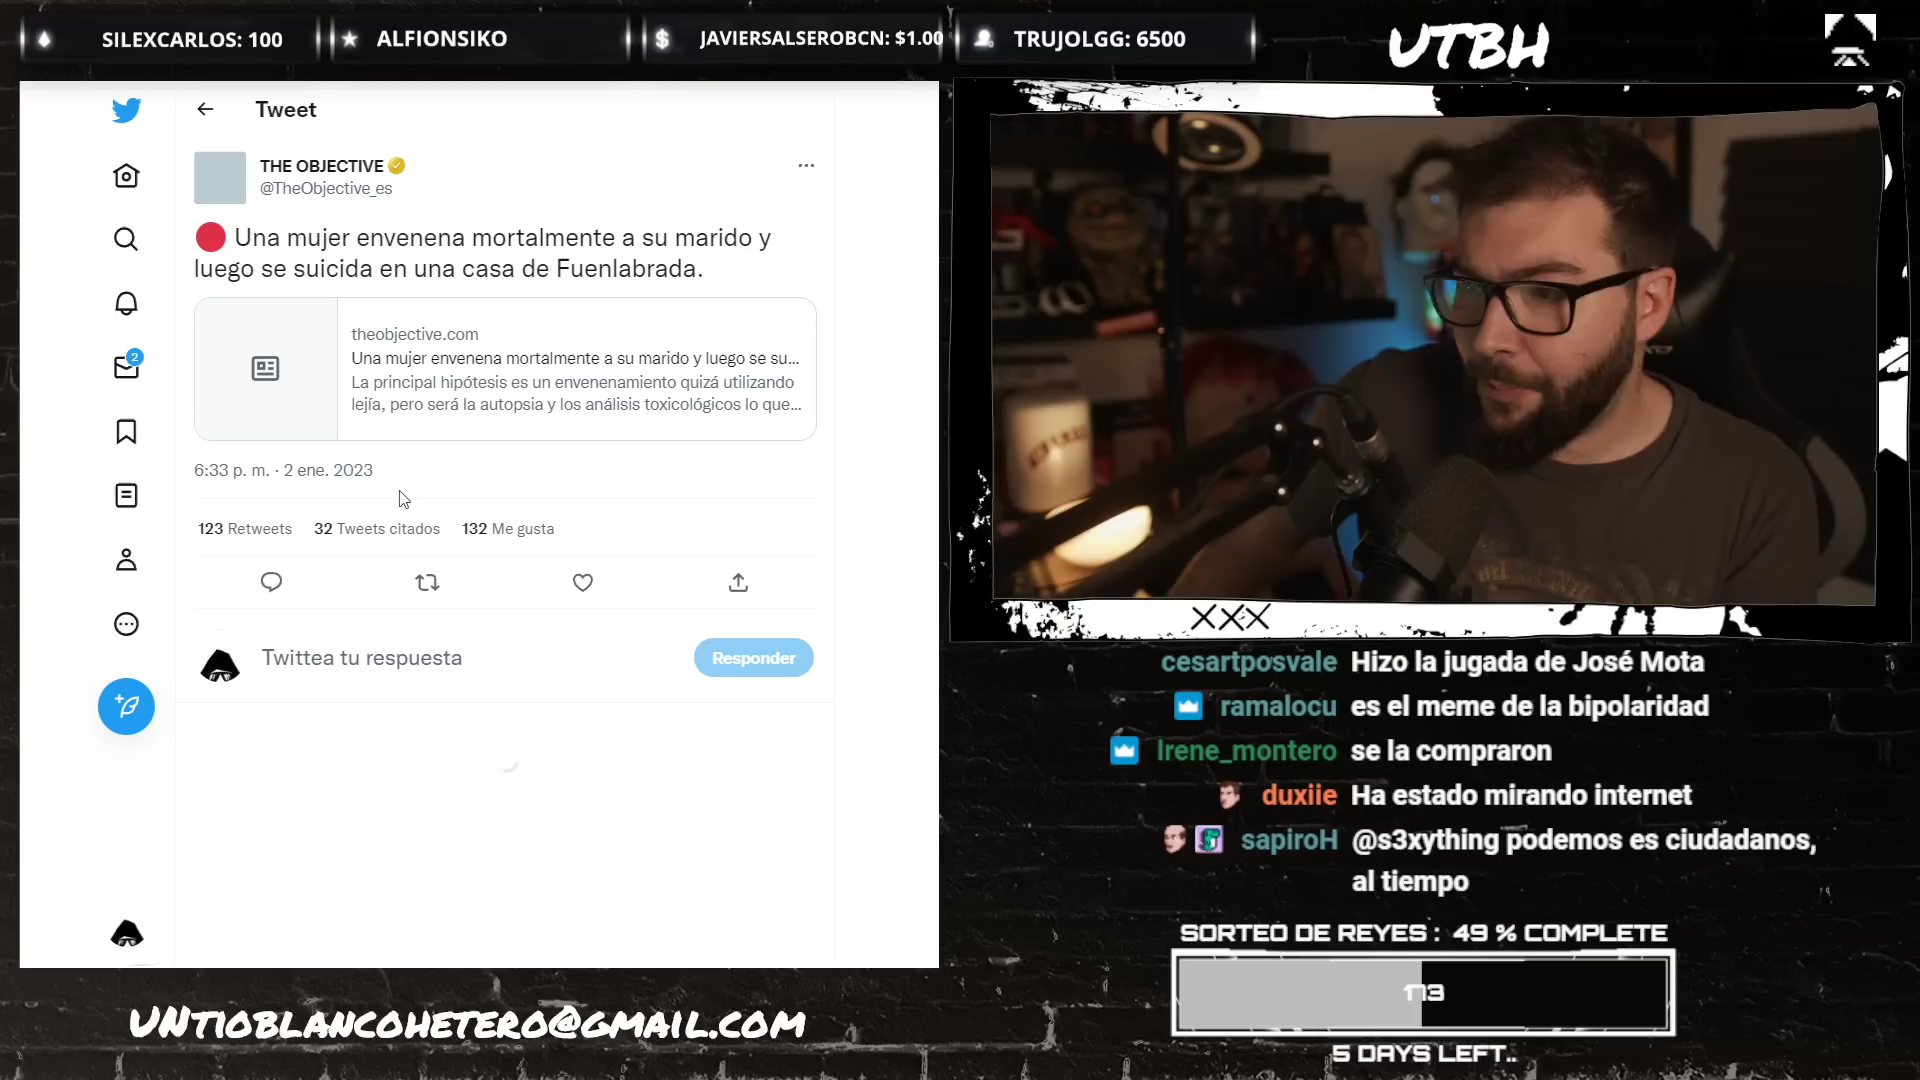 SILEXCARLOS: 100
ALFIONSIKO
JAVIERSALSEROBCN: $1.00
TRUJOLGG: 6500
UTBH
Tweet
THE OBJECTIVE
@TheObjective_es
Una mujer envenena mortalmente a su marido y
luego se suicida en una casa de Fuenlabrada.
theobjective.com
Una mujer envenena mortalmente a su marido y luego se su...
La principal hipótesis es un envenenamiento quizá utilizando
lejía, pero será la autopsia y los análisis toxicológicos lo que...
6:33 p. m. · 2 ene. 2023
123 Retweets 32 Tweets citados 132 Me gusta
Twittea tu respuesta
Responder
2
XXX
cesartposvale Hizo la jugada de José Mota
ramalocu es el meme de la bipolaridad
Irene_montero se la compraron
duxiie Ha estado mirando internet
sapiroH @s3xything podemos es ciudadanos,
al tiempo
SORTEO DE REYES : 49 % COMPLETE
173
5 DAYS LEFT..
UNTIOBLANCOHETERO@GMAIL.COM